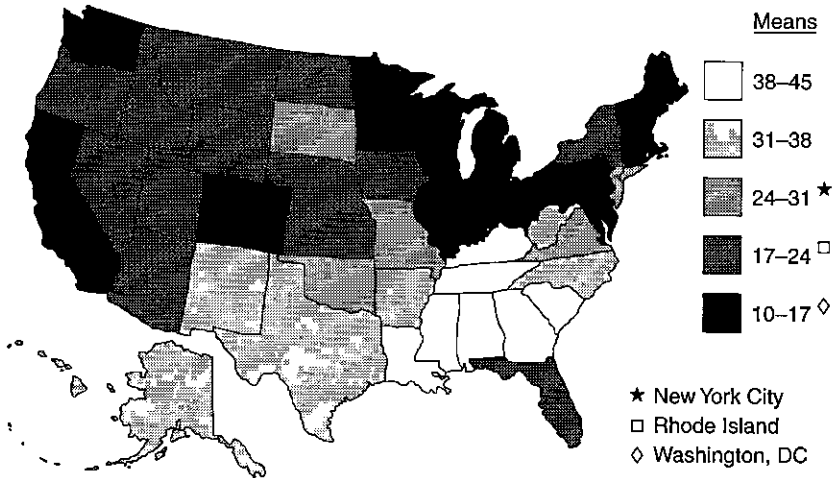 Means
38–45
31–38
24–31 ★
17–24 □
10–17 ◊
★ New York City
□ Rhode Island
◊ Washington, DC